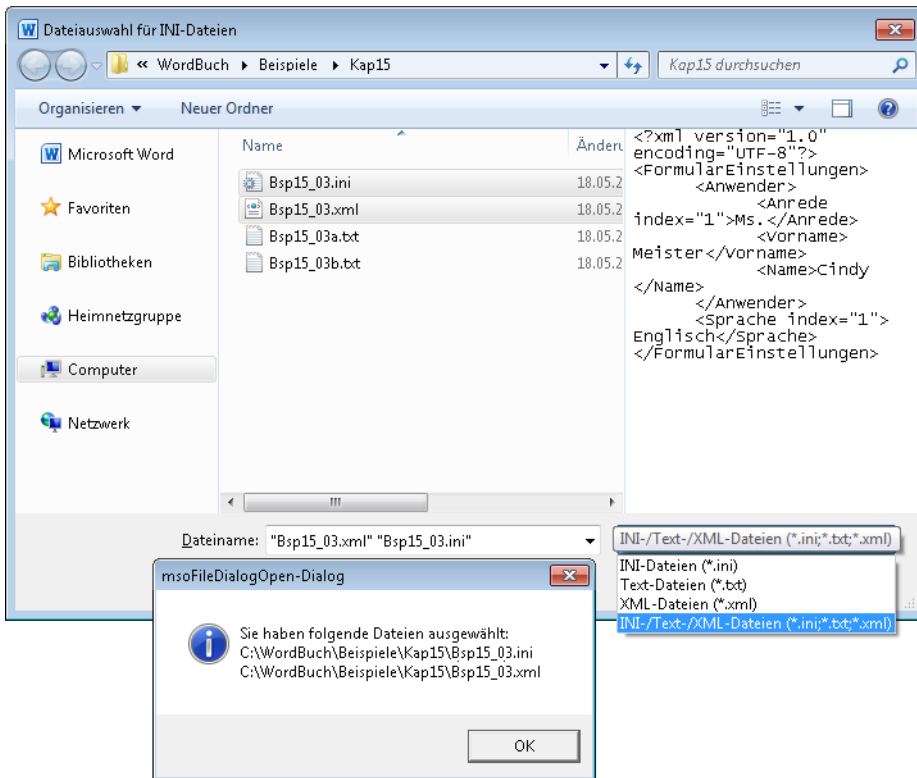 Dateiauswahl für INI-Dateien
« WordBuch Beispiele Kap15
Kap15 durchsuchen
Organisieren
Neuer Ordner
Microsoft Word
Favoriten
Bibliotheken
Heimnetzgruppe
Computer
Netzwerk
Name
Änderu
Bsp15_03.ini
18.05.2
Bsp15_03.xml
18.05.2
Bsp15_03a.txt
18.05.2
Bsp15_03b.txt
18.05.2
<?xml version="1.0"
encoding="UTF-8"?>
<FormularEinstellungen>
<Anwender>
<Anrede
index="1">Ms.</Anrede>
<Vorname>
Meister</Vorname>
<Name>Cindy
</Name>
</Anwender>
<Sprache index="1">
Englisch</Sprache>
</FormularEinstellungen>
Dateiname:
"Bsp15_03.xml" "Bsp15_03.ini"
INI-/Text-/XML-Dateien (*.ini;*.txt;*.xml)
INI-Dateien (*.ini)
Text-Dateien (*.txt)
XML-Dateien (*.xml)
INI-/Text-/XML-Dateien (*.ini;*.txt;*.xml)
msoFileDialogOpen-Dialog
Sie haben folgende Dateien ausgewählt:
C:\WordBuch\Beispiele\Kap15\Bsp15_03.ini
C:\WordBuch\Beispiele\Kap15\Bsp15_03.xml
OK